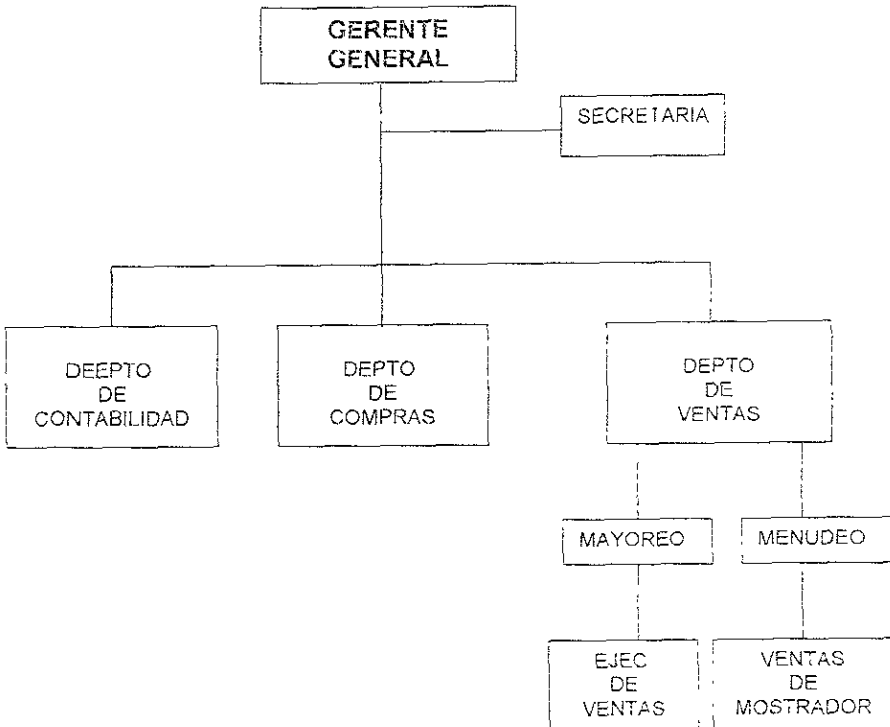 GERENTE
GENERAL
SECRETARIA
DEEPTO
DE
CONTABILIDAD
DEPTO
DE
COMPRAS
DEPTO
DE
VENTAS
MAYOREO
MENUDEO
EJEC
DE
VENTAS
VENTAS
DE
MOSTRADOR